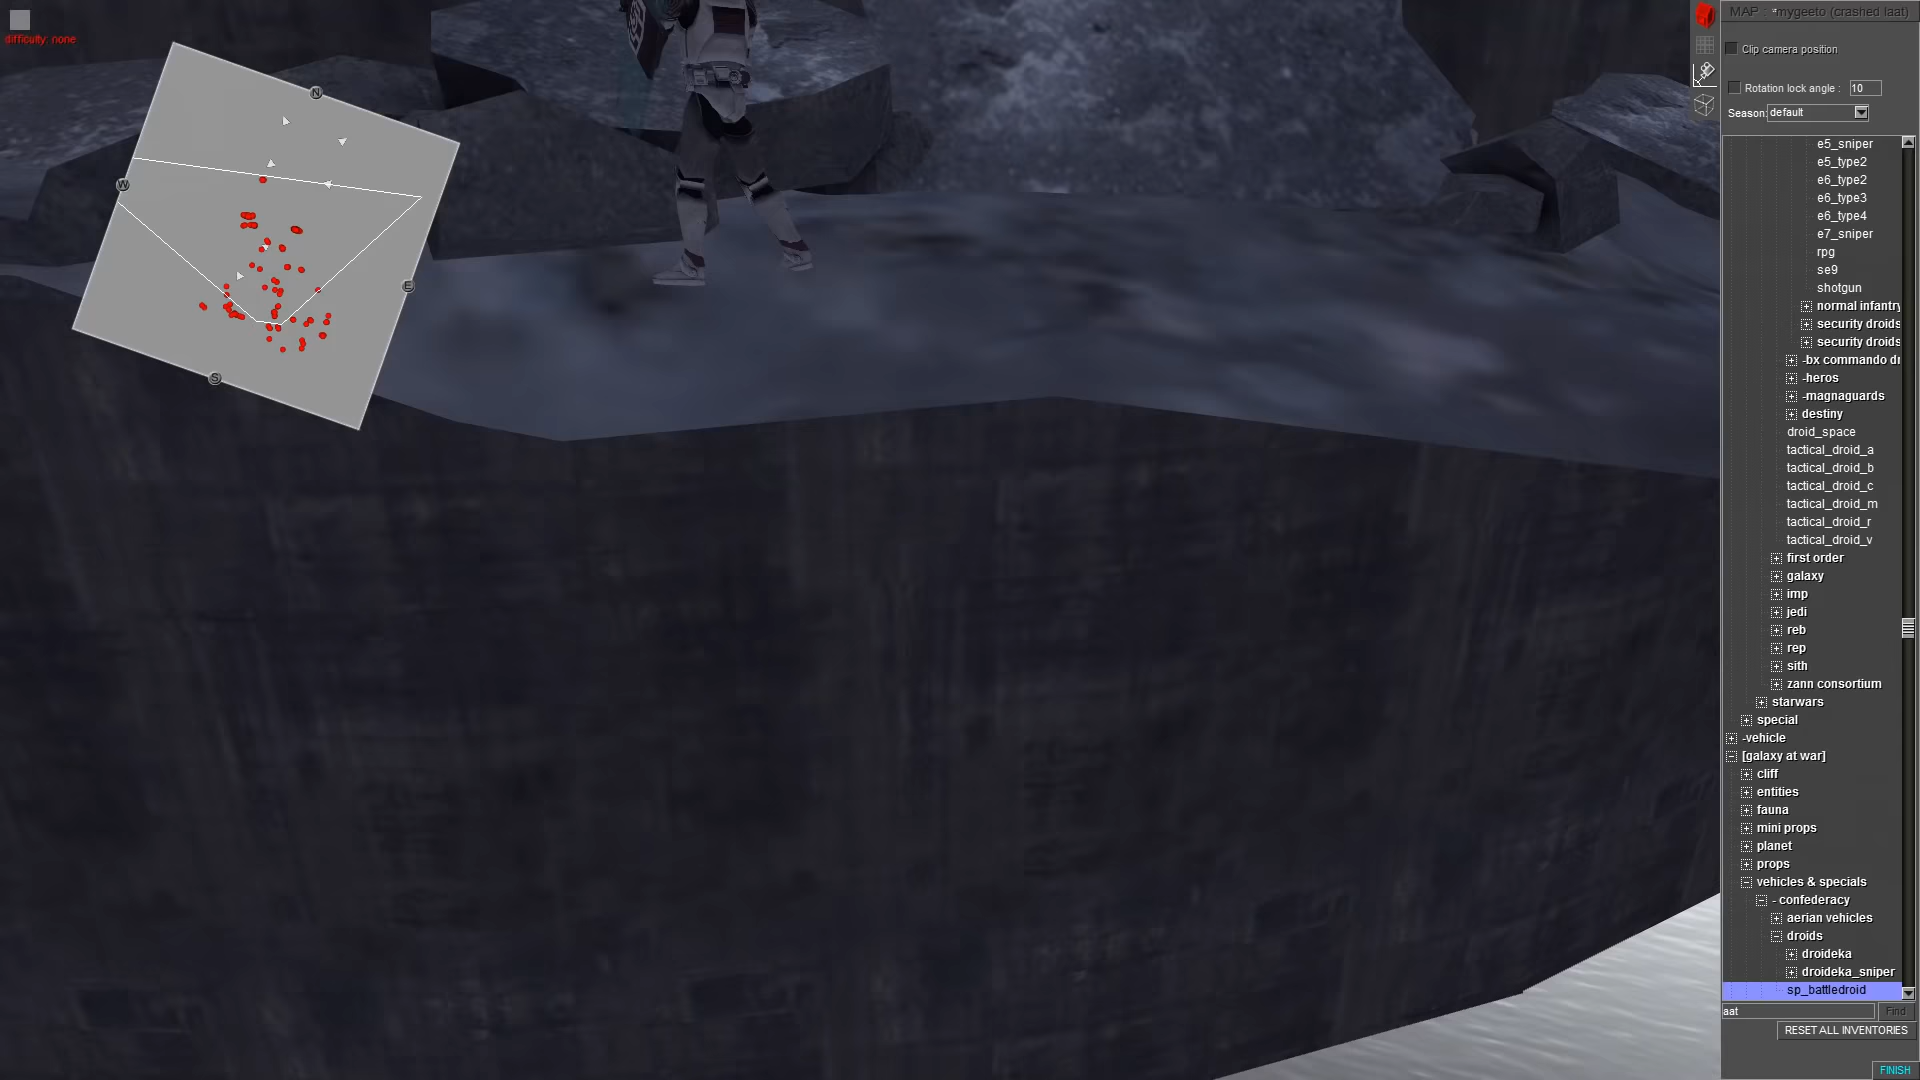 difficulty: none
N
W
E
S
MAP : *mygeeto (crashed laat)
Clip camera position
Rotation lock angle : 10
Season: default
e5_sniper
e5_type2
e6_type2
e6_type3
e6_type4
e7_sniper
rpg
se9
shotgun
normal infantry
security droids
security droids
-bx commando dr
-heros
-magnaguards
destiny
droid_space
tactical_droid_a
tactical_droid_b
tactical_droid_c
tactical_droid_m
tactical_droid_r
tactical_droid_v
first order
galaxy
imp
jedi
reb
rep
sith
zann consortium
starwars
special
-vehicle
[galaxy at war]
cliff
entities
fauna
mini props
planet
props
vehicles & specials
- confederacy
aerian vehicles
droids
droideka
droideka_sniper
sp_battledroid
aat Find
RESET ALL INVENTORIES
FINISH